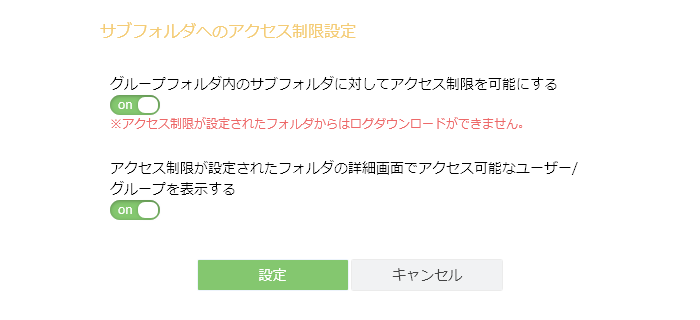 サブフォルダへのアクセス制限設定
グループフォルダ内のサブフォルダに対してアクセス制限を可能にする
on
※アクセス制限が設定されたフォルダからはログダウンロードができません。
アクセス制限が設定されたフォルダの詳細画面でアクセス可能なユーザー/
グループを表示する
on
設定 キャンセル